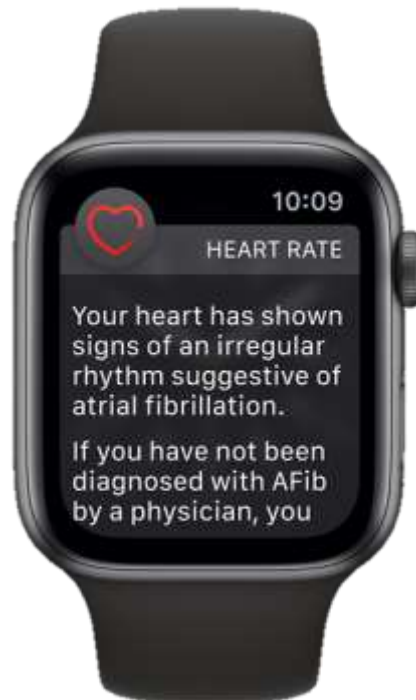 10:09
HEART RATE
Your heart has shown
signs of an irregular
rhythm suggestive of
atrial fibrillation.
If you have not been
diagnosed with AFib
by a physician, you